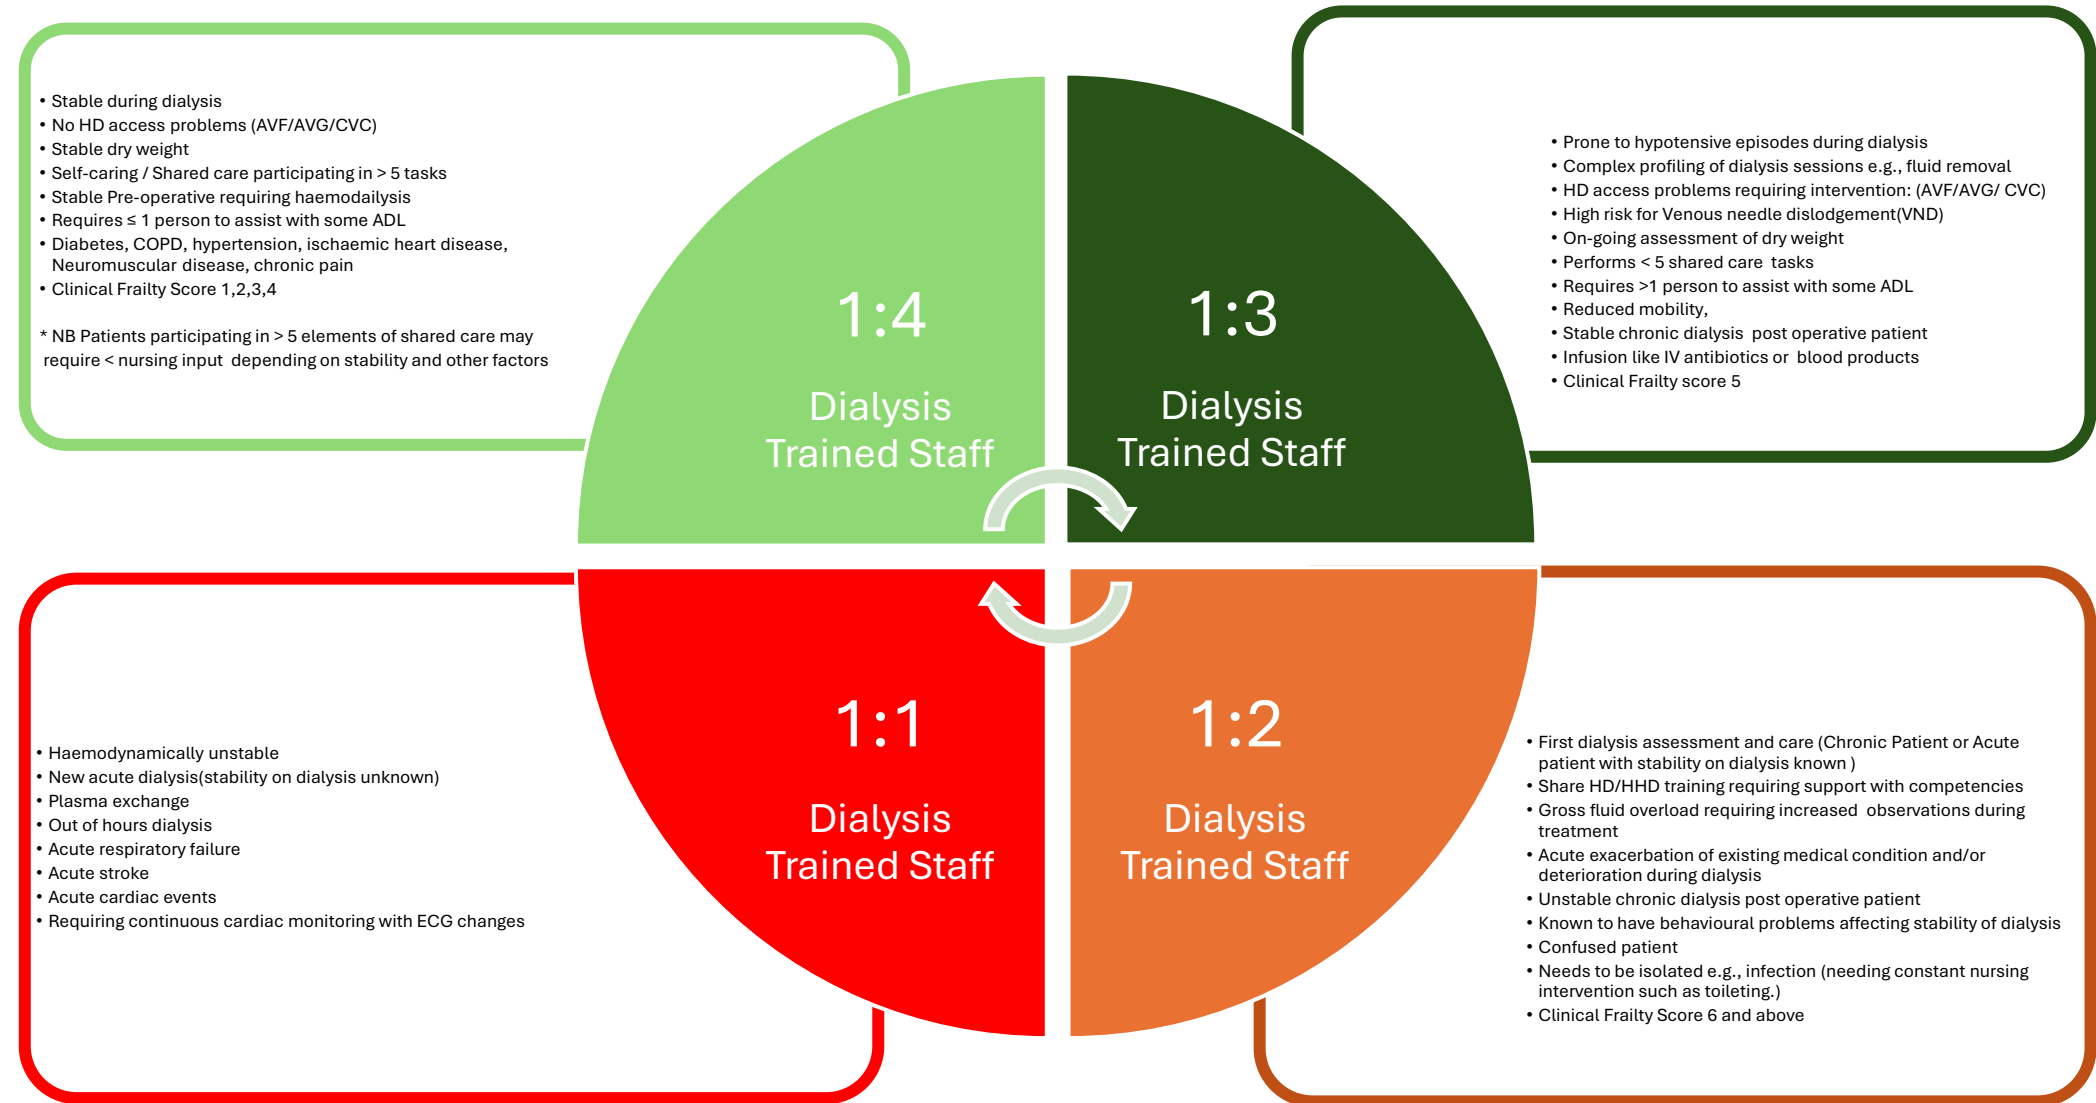 • Stable during dialysis
• No HD access problems (AVF/AVG/CVC)
• Stable dry weight
• Self-caring / Shared care participating in > 5 tasks
• Stable Pre-operative requiring haemodailysis
• Requires ≤ 1 person to assist with some ADL
• Diabetes, COPD, hypertension, ischaemic heart disease,
Neuromuscular disease, chronic pain
• Clinical Frailty Score 1,2,3,4
* NB Patients participating in > 5 elements of shared care may
require < nursing input depending on stability and other factors
1:4
Dialysis
Trained Staff
1:3
Dialysis
Trained Staff
• Prone to hypotensive episodes during dialysis
• Complex profiling of dialysis sessions e.g., fluid removal
• HD access problems requiring intervention: (AVF/AVG/ CVC)
• High risk for Venous needle dislodgement(VND)
• On-going assessment of dry weight
• Performs < 5 shared care tasks
• Requires >1 person to assist with some ADL
• Reduced mobility,
• Stable chronic dialysis post operative patient
• Infusion like IV antibiotics or blood products
• Clinical Frailty score 5
• Haemodynamically unstable
• New acute dialysis(stability on dialysis unknown)
• Plasma exchange
• Out of hours dialysis
• Acute respiratory failure
• Acute stroke
• Acute cardiac events
• Requiring continuous cardiac monitoring with ECG changes
1:1
Dialysis
Trained Staff
1:2
Dialysis
Trained Staff
• First dialysis assessment and care (Chronic Patient or Acute
patient with stability on dialysis known )
• Share HD/HHD training requiring support with competencies
• Gross fluid overload requiring increased observations during
treatment
• Acute exacerbation of existing medical condition and/or
deterioration during dialysis
• Unstable chronic dialysis post operative patient
• Known to have behavioural problems affecting stability of dialysis
• Confused patient
• Needs to be isolated e.g., infection (needing constant nursing
intervention such as toileting.)
• Clinical Frailty Score 6 and above